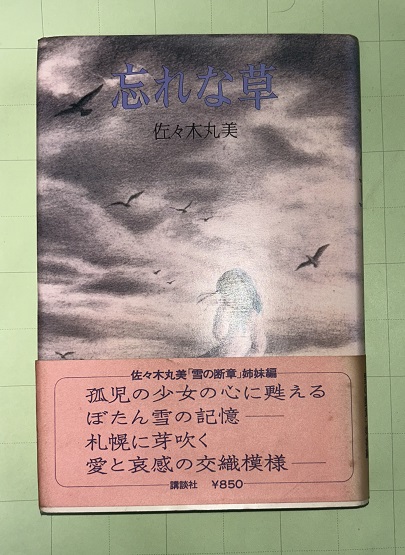 忘れな草
佐々木丸美
佐々木丸美「雪の断章」姉妹編
孤児の少女の心に甦える
ぼたん雪の記憶――
札幌に芽吹く
愛と哀感の交織模様――
講談社 ¥850